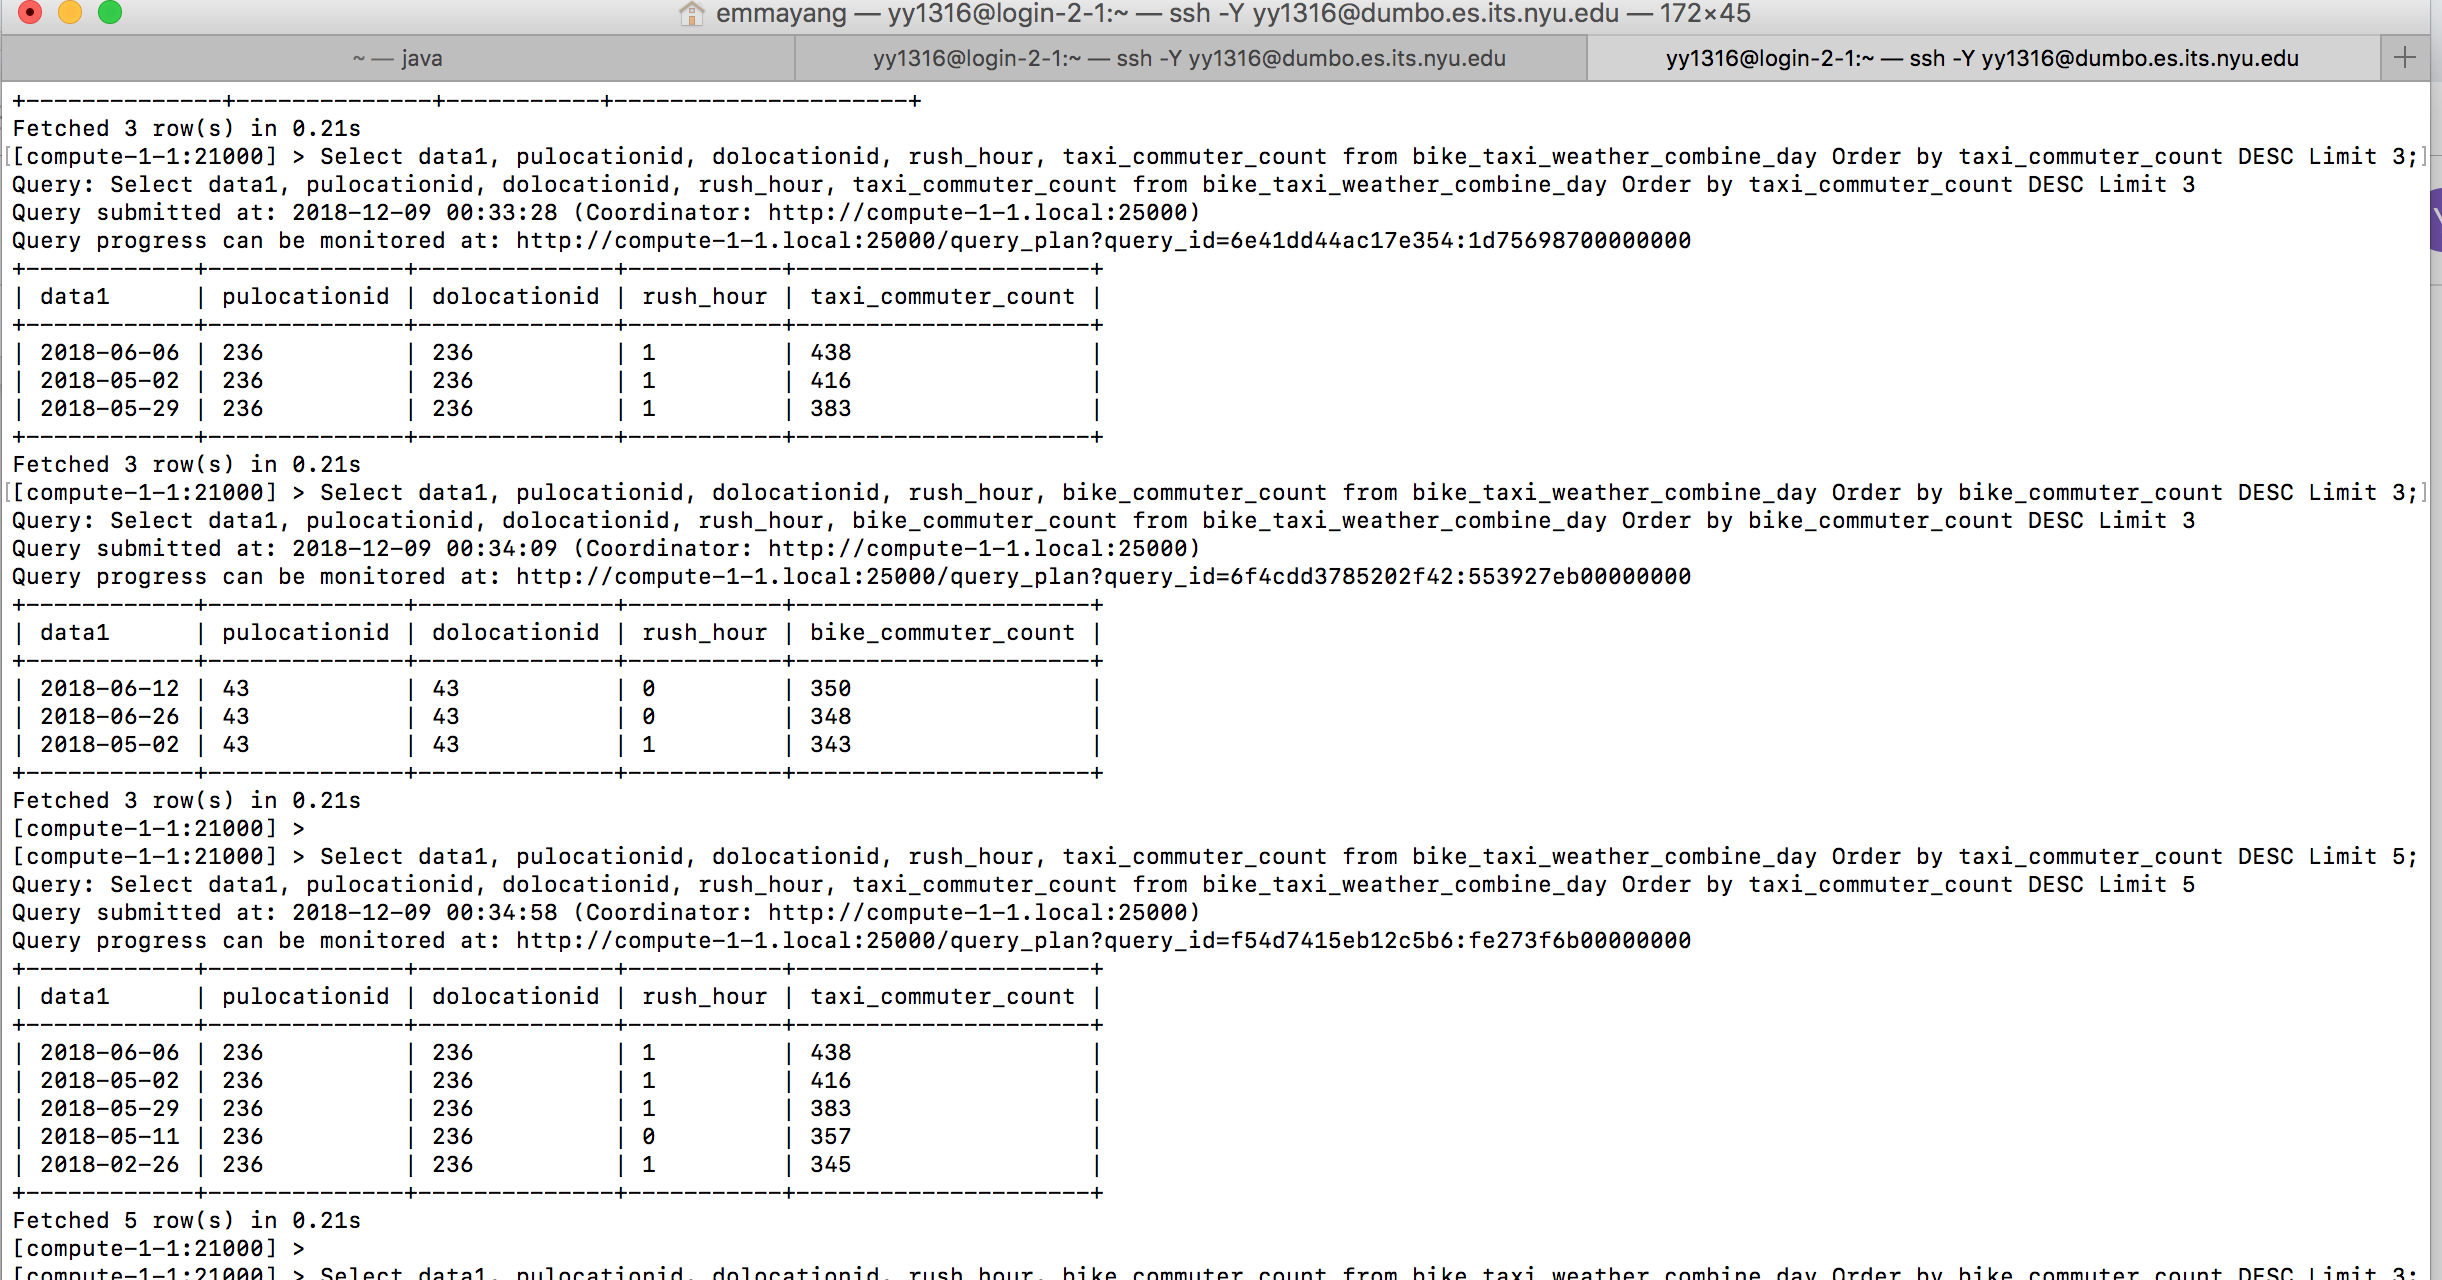 emmayang — yy1316@login-2-1:~ — ssh -Y yy1316@dumbo.es.its.nyu.edu — 172×45
~ — java
yy1316@login-2-1:~ — ssh -Y yy1316@dumbo.es.its.nyu.edu
yy1316@login-2-1:~ — ssh -Y yy1316@dumbo.es.its.nyu.edu
+
+--------------+--------------+-----------+---------------------+
Fetched 3 row(s) in 0.21s
[[compute-1-1:21000] > Select data1, pulocationid, dolocationid, rush_hour, taxi_commuter_count from bike_taxi_weather_combine_day Order by taxi_commuter_count DESC Limit 3;]
Query: Select data1, pulocationid, dolocationid, rush_hour, taxi_commuter_count from bike_taxi_weather_combine_day Order by taxi_commuter_count DESC Limit 3
Query submitted at: 2018-12-09 00:33:28 (Coordinator: http://compute-1-1.local:25000)
Query progress can be monitored at: http://compute-1-1.local:25000/query_plan?query_id=6e41dd44ac17e354:1d75698700000000
+------------+--------------+--------------+-----------+---------------------+
| data1      | pulocationid | dolocationid | rush_hour | taxi_commuter_count |
+------------+--------------+--------------+-----------+---------------------+
| 2018-06-06 | 236          | 236          | 1         | 438                 |
| 2018-05-02 | 236          | 236          | 1         | 416                 |
| 2018-05-29 | 236          | 236          | 1         | 383                 |
+------------+--------------+--------------+-----------+---------------------+
Fetched 3 row(s) in 0.21s
[[compute-1-1:21000] > Select data1, pulocationid, dolocationid, rush_hour, bike_commuter_count from bike_taxi_weather_combine_day Order by bike_commuter_count DESC Limit 3;]
Query: Select data1, pulocationid, dolocationid, rush_hour, bike_commuter_count from bike_taxi_weather_combine_day Order by bike_commuter_count DESC Limit 3
Query submitted at: 2018-12-09 00:34:09 (Coordinator: http://compute-1-1.local:25000)
Query progress can be monitored at: http://compute-1-1.local:25000/query_plan?query_id=6f4cdd3785202f42:553927eb00000000
+------------+--------------+--------------+-----------+---------------------+
| data1      | pulocationid | dolocationid | rush_hour | bike_commuter_count |
+------------+--------------+--------------+-----------+---------------------+
| 2018-06-12 | 43           | 43           | 0         | 350                 |
| 2018-06-26 | 43           | 43           | 0         | 348                 |
| 2018-05-02 | 43           | 43           | 1         | 343                 |
+------------+--------------+--------------+-----------+---------------------+
Fetched 3 row(s) in 0.21s
[compute-1-1:21000] >
[compute-1-1:21000] > Select data1, pulocationid, dolocationid, rush_hour, taxi_commuter_count from bike_taxi_weather_combine_day Order by taxi_commuter_count DESC Limit 5;
Query: Select data1, pulocationid, dolocationid, rush_hour, taxi_commuter_count from bike_taxi_weather_combine_day Order by taxi_commuter_count DESC Limit 5
Query submitted at: 2018-12-09 00:34:58 (Coordinator: http://compute-1-1.local:25000)
Query progress can be monitored at: http://compute-1-1.local:25000/query_plan?query_id=f54d7415eb12c5b6:fe273f6b00000000
+------------+--------------+--------------+-----------+---------------------+
| data1      | pulocationid | dolocationid | rush_hour | taxi_commuter_count |
+------------+--------------+--------------+-----------+---------------------+
| 2018-06-06 | 236          | 236          | 1         | 438                 |
| 2018-05-02 | 236          | 236          | 1         | 416                 |
| 2018-05-29 | 236          | 236          | 1         | 383                 |
| 2018-05-11 | 236          | 236          | 0         | 357                 |
| 2018-02-26 | 236          | 236          | 1         | 345                 |
+------------+--------------+--------------+-----------+---------------------+
Fetched 5 row(s) in 0.21s
[compute-1-1:21000] >
[compute-1-1:21000] > Select data1, pulocationid, dolocationid, rush_hour, bike_commuter_count from bike_taxi_weather_combine_day Order by bike_commuter_count DESC Limit 3;